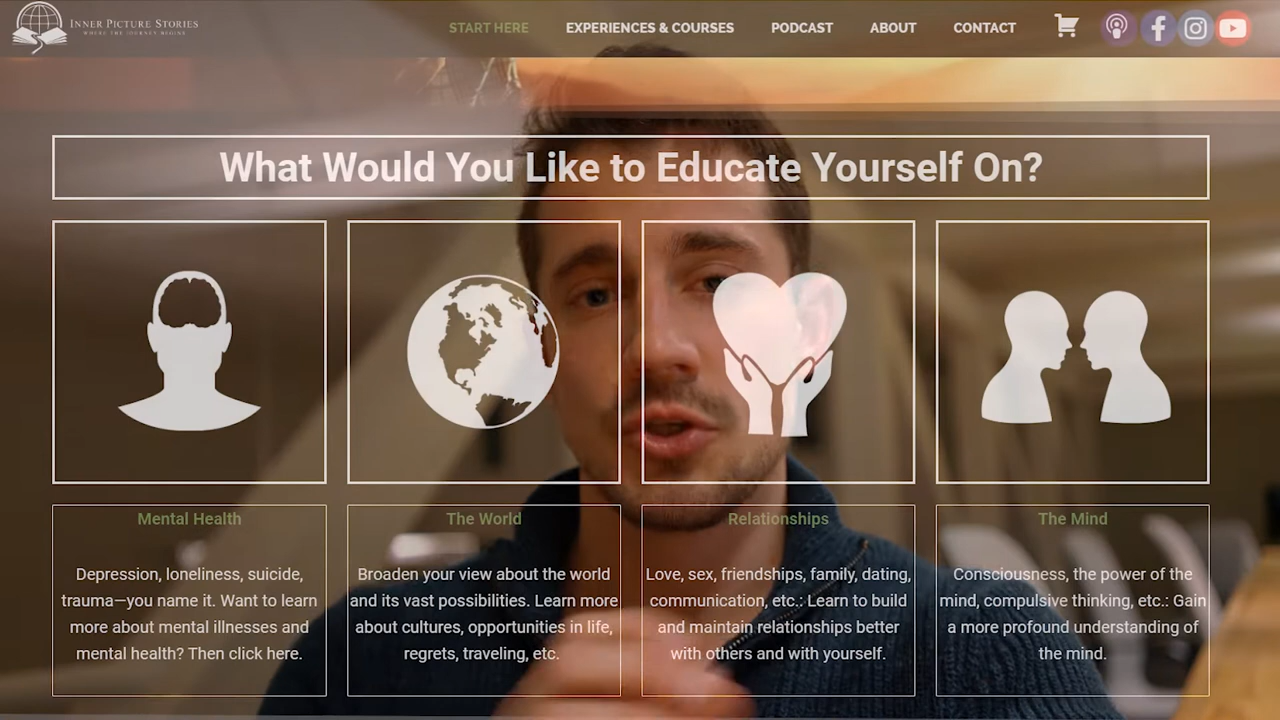 INNER PICTURE STORIES
WHERE THE JOURNEY BEGINS
START HERE
EXPERIENCES & COURSES
PODCAST
ABOUT
CONTACT
What Would You Like to Educate Yourself On?
Mental Health
Depression, loneliness, suicide,
trauma—you name it. Want to learn
more about mental illnesses and
mental health? Then click here.
The World
Broaden your view about the world
and its vast possibilities. Learn more
about cultures, opportunities in life,
regrets, traveling, etc.
Relationships
Love, sex, friendships, family, dating,
communication, etc.: Learn to build
and maintain relationships better
with others and with yourself.
The Mind
Consciousness, the power of the
mind, compulsive thinking, etc.: Gain
a more profound understanding of
the mind.